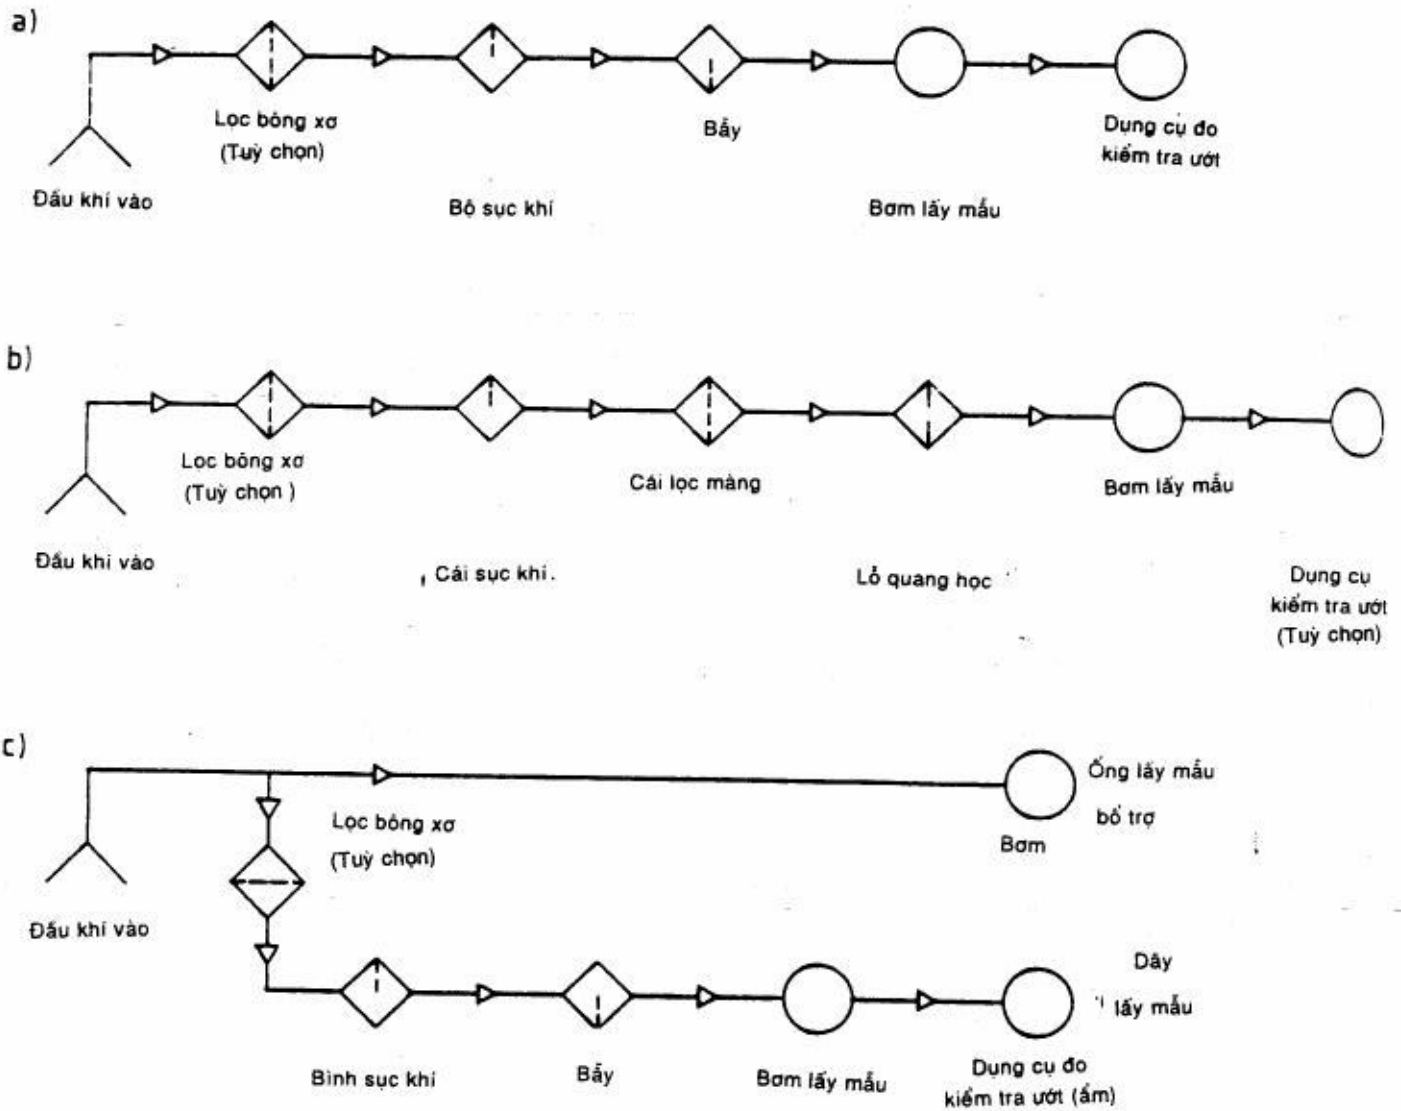 a)
Lọc bông xơ
(Tuỳ chọn)
Bẫy
Dụng cụ đo
kiểm tra ướt
Đầu khí vào
Bộ sục khí
Bơm lấy mẫu
b)
Lọc bông xơ
(Tuỳ chọn )
Cái lọc màng
Bơm lấy mẫu
Đầu khí vào
Cái sục khí.
Lỗ quang học
Dụng cụ
kiểm tra ướt
(Tuỳ chọn)
c)
Ống lấy mẫu
bổ trợ
Lọc bông xơ
(Tuỳ chọn)
Bơm
Đầu khí vào
Dây
lấy mẫu
Bình sục khí
Bẫy
Bơm lấy mẫu
Dụng cụ đo
kiểm tra ướt (ẩm)